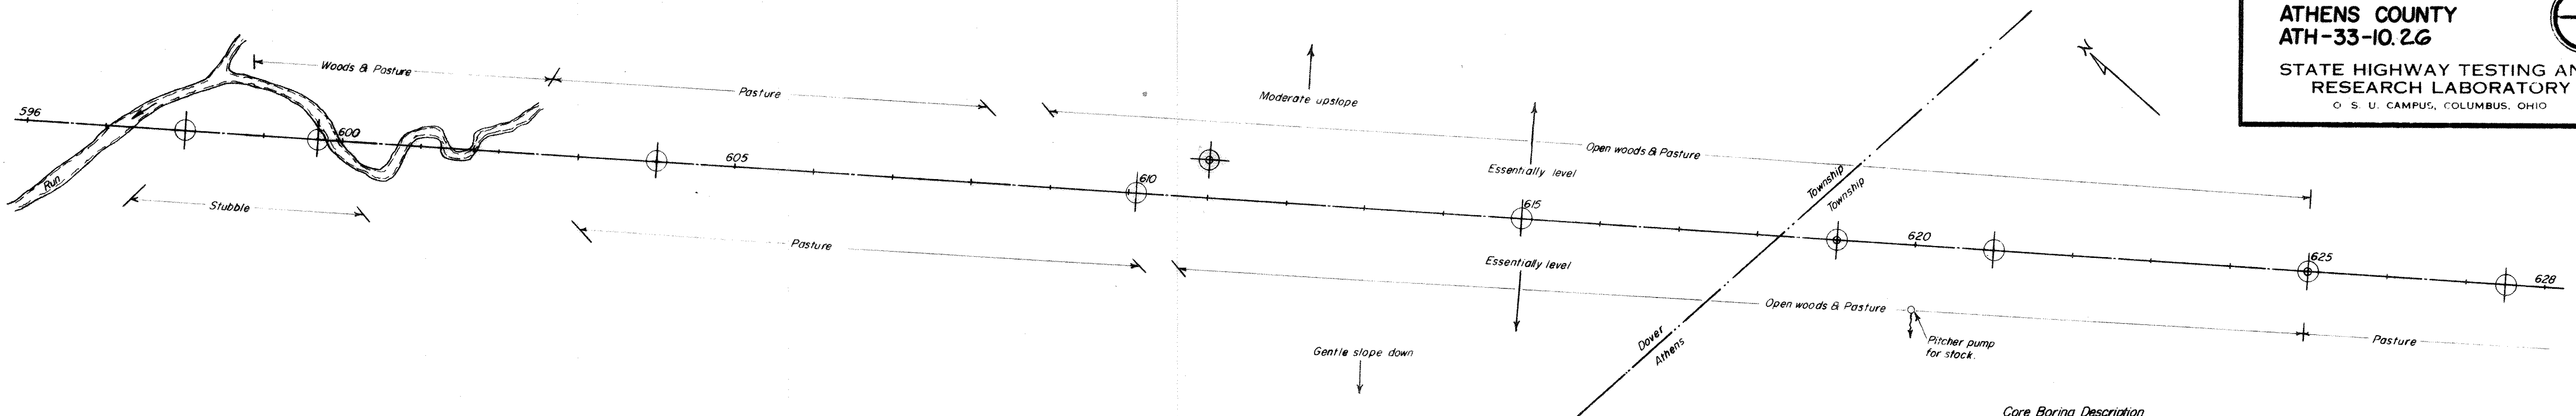 ATHENS COUNTY
ATH-33-10.26
STATE HIGHWAY TESTING AN
RESEARCH LABORATORY
O. S. U. CAMPUS, COLUMBUS, OHIO
Woods & Pasture
Pasture
Moderate upslope
596
600
605
Open woods & Pasture
Essentially level
Run
Stubble
610
615
Township
Township
Pasture
Essentially level
620
625
628
Open woods & Pasture
Gentle slope down
Dover
Athens
Pitcher pump
for stock.
Pasture
Core Boring Description